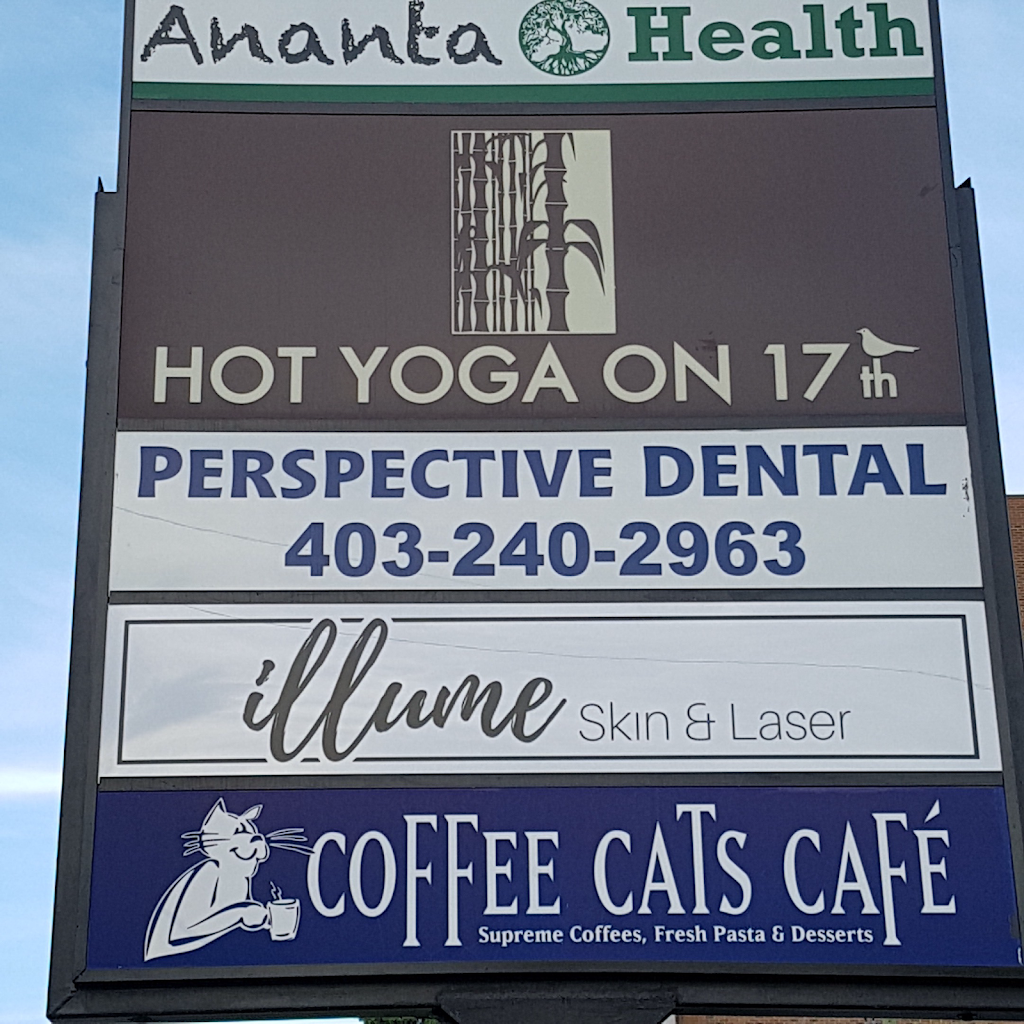 Ananta Health
HOT YOGA ON 17th
PERSPECTIVE DENTAL
403-240-2963
illume Skin & Laser
COFFEE CATS CAFÉ
Supreme Coffees, Fresh Pasta & Desserts